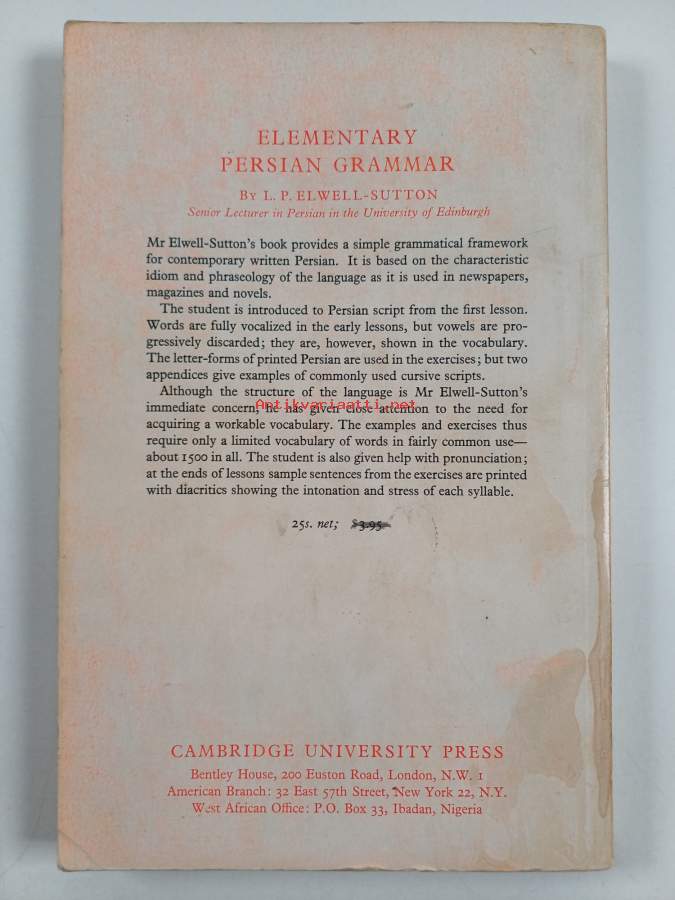 ELEMENTARY
PERSIAN GRAMMAR
BY L. P. ELWELL-SUTTON
Senior Lecturer in Persian in the University of Edinburgh
Mr Elwell-Sutton's book provides a simple grammatical framework
for contemporary written Persian. It is based on the characteristic
idiom and phraseology of the language as it is used in newspapers,
magazines and novels.
The student is introduced to Persian script from the first lesson.
Words are fully vocalized in the early lessons, but vowels are pro-
gressively discarded; they are, however, shown in the vocabulary.
The letter-forms of printed Persian are used in the exercises; but two
appendices give examples of commonly used cursive scripts.
Although the structure of the language is Mr Elwell-Sutton's
immediate concern, he has given close attention to the need for
Antikvariaatti.net
acquiring a workable vocabulary. The examples and exercises thus
require only a limited vocabulary of words in fairly common use—
about 1500 in all. The student is also given help with pronunciation;
at the ends of lessons sample sentences from the exercises are printed
with diacritics showing the intonation and stress of each syllable.
25s. net; $3.95
CAMBRIDGE UNIVERSITY PRESS
Bentley House, 200 Euston Road, London, N.W. 1
American Branch: 32 East 57th Street, New York 22, N.Y.
West African Office: P.O. Box 33, Ibadan, Nigeria